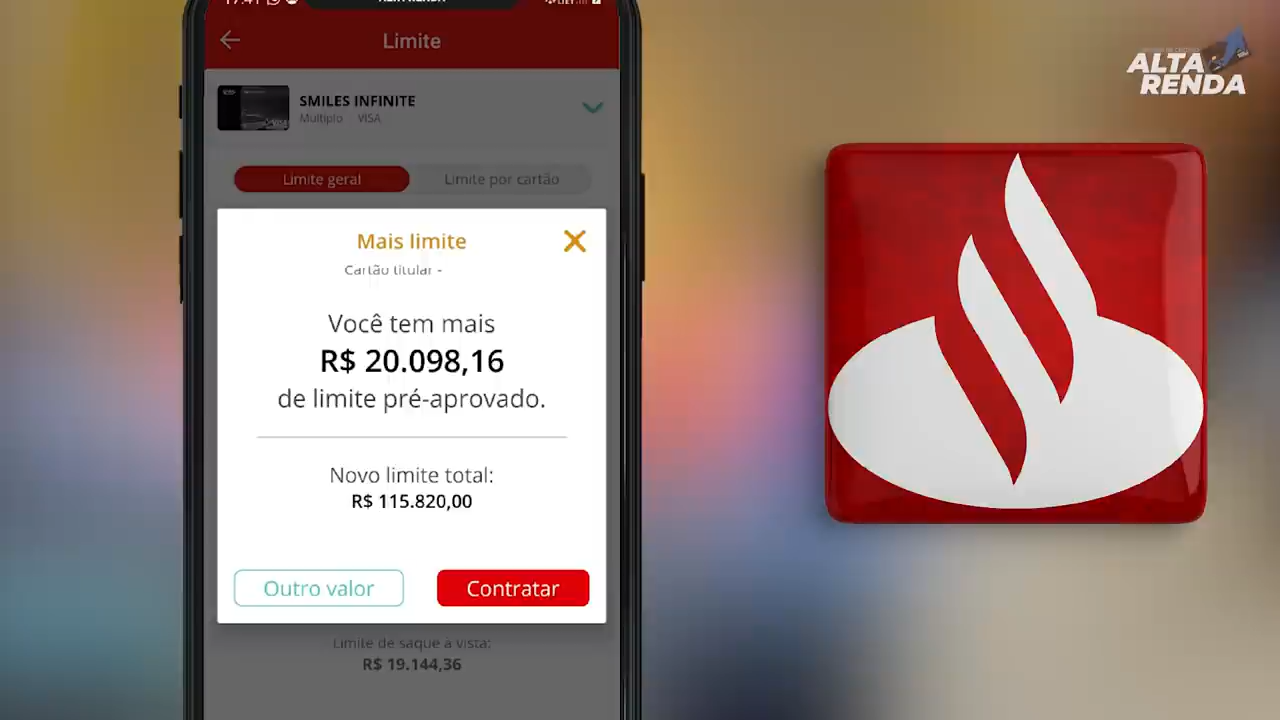 17:41
Limite
SMILES INFINITE
Múltiplo VISA
Limite geral
Limite por cartão
Mais limite
Cartão titular -
Você tem mais
R$ 20.098,16
de limite pré-aprovado.
Novo limite total:
R$ 115.820,00
Outro valor
Contratar
Limite de saque à vista:
R$ 19.144,36
ALTA
RENDA